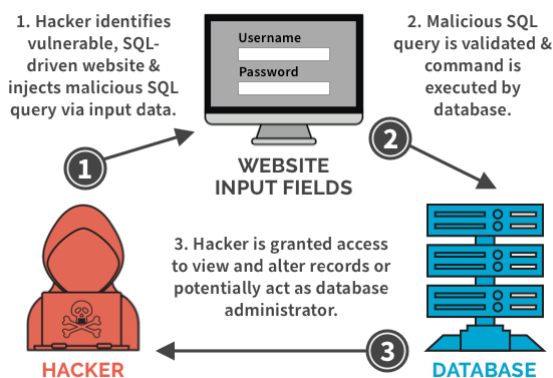 1. Hacker identifies
vulnerable, SQL-
driven website &
injects malicious SQL
query via input data.
Username
Password
2. Malicious SQL
query is validated &
command is
executed by
database.
1
2
WEBSITE
INPUT FIELDS
3. Hacker is granted access
to view and alter records or
potentially act as database
administrator.
3
HACKER
DATABASE